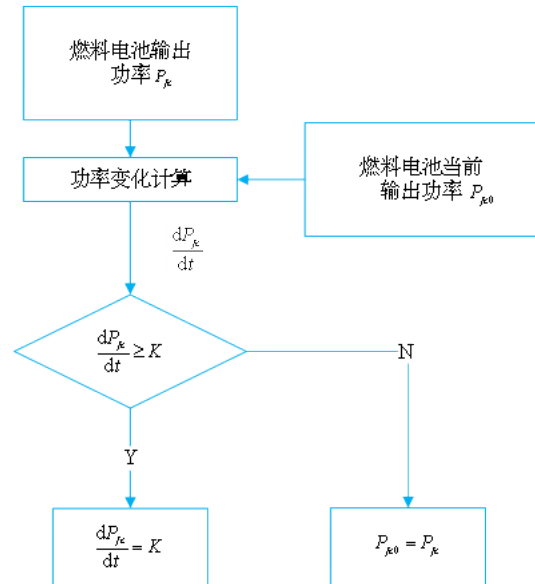 燃料电池输出
功率 P_fc
燃料电池当前
输出功率 P_fc0
功率变化计算
dP_fc/dt
dP_fc/dt ≥ K
N
Y
dP_fc/dt = K
P_fc0 = P_fc